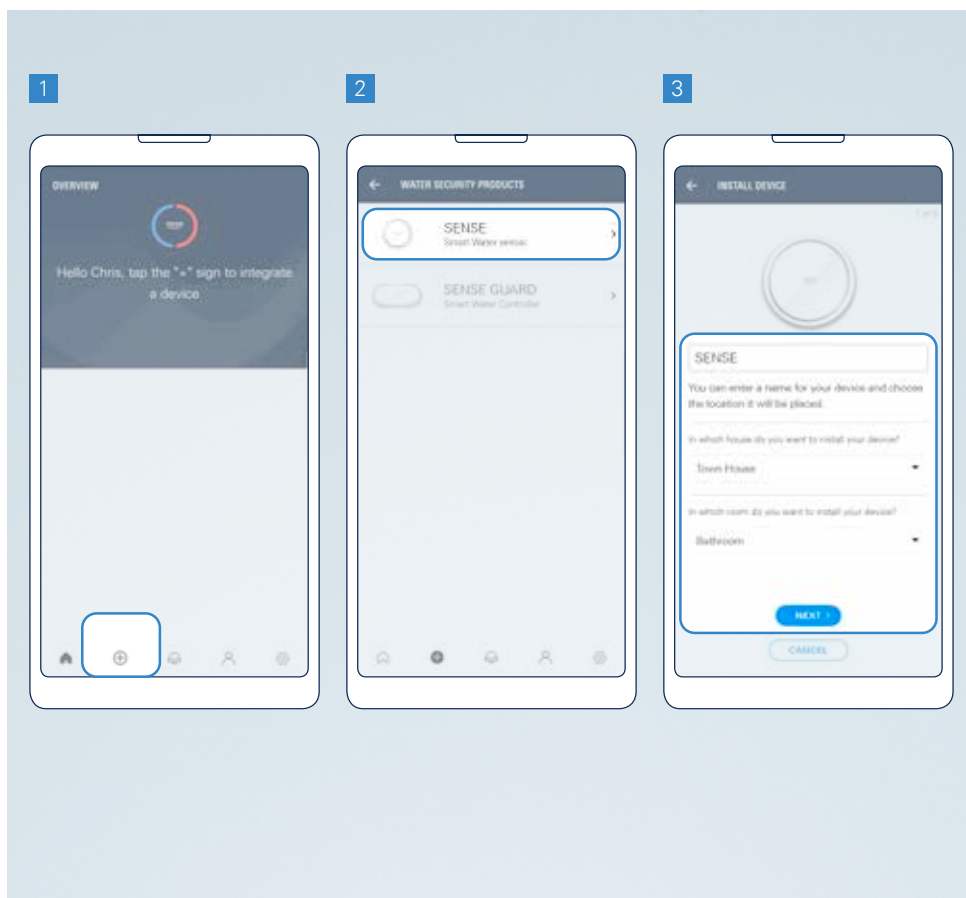 1
OVERVIEW
Hello Chris, tap the "+" sign to integrate
a device
2
WATER SECURITY PRODUCTS
SENSE
Smart Water sensor
SENSE GUARD
Smart Water Controller
3
INSTALL DEVICE
SENSE
You can enter a name for your device and choose
the location it will be placed.
In which house do you want to install your device?
Town House
In which room do you want to install your device?
Bathroom
NEXT >
CANCEL